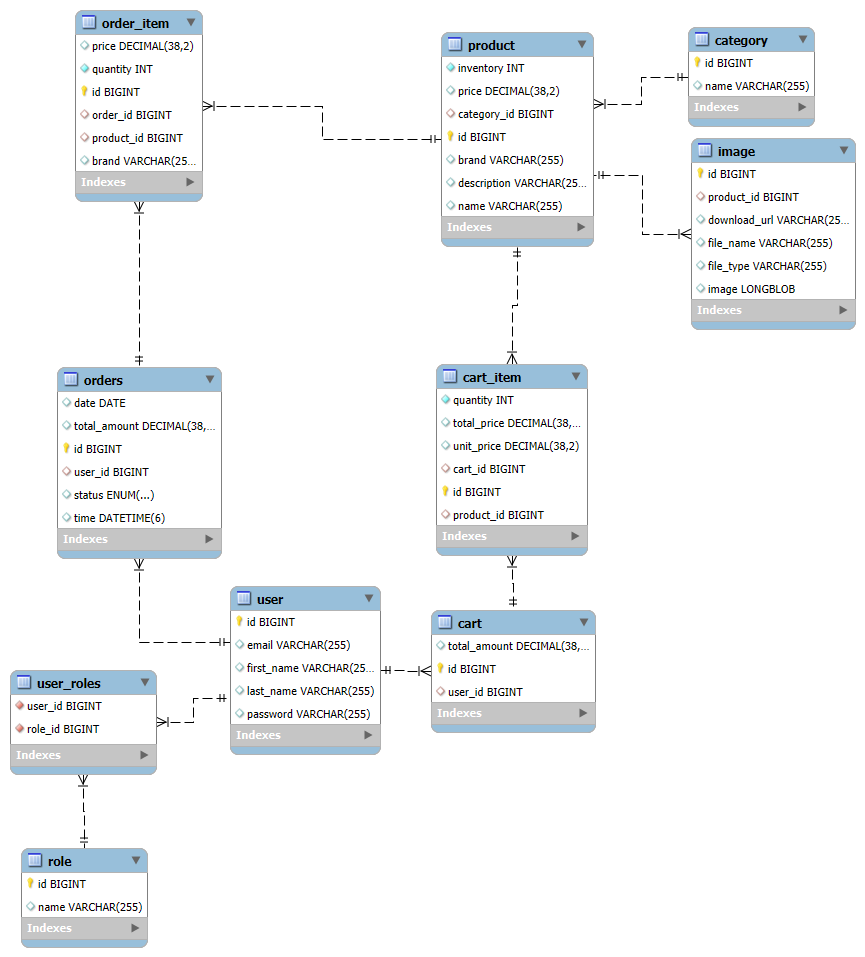 order_item
price DECIMAL(38,2)
quantity INT
id BIGINT
order_id BIGINT
product_id BIGINT
brand VARCHAR(25...
Indexes
product
inventory INT
price DECIMAL(38,2)
category_id BIGINT
id BIGINT
brand VARCHAR(255)
description VARCHAR(25...
name VARCHAR(255)
Indexes
category
id BIGINT
name VARCHAR(255)
Indexes
image
id BIGINT
product_id BIGINT
download_url VARCHAR(25...
file_name VARCHAR(255)
file_type VARCHAR(255)
image LONGBLOB
Indexes
orders
date DATE
total_amount DECIMAL(38,...
id BIGINT
user_id BIGINT
status ENUM(...)
time DATETIME(6)
Indexes
cart_item
quantity INT
total_price DECIMAL(38,...
unit_price DECIMAL(38,2)
cart_id BIGINT
id BIGINT
product_id BIGINT
Indexes
user
id BIGINT
email VARCHAR(255)
first_name VARCHAR(25...
last_name VARCHAR(255)
password VARCHAR(255)
Indexes
cart
total_amount DECIMAL(38,...
id BIGINT
user_id BIGINT
Indexes
user_roles
user_id BIGINT
role_id BIGINT
Indexes
role
id BIGINT
name VARCHAR(255)
Indexes